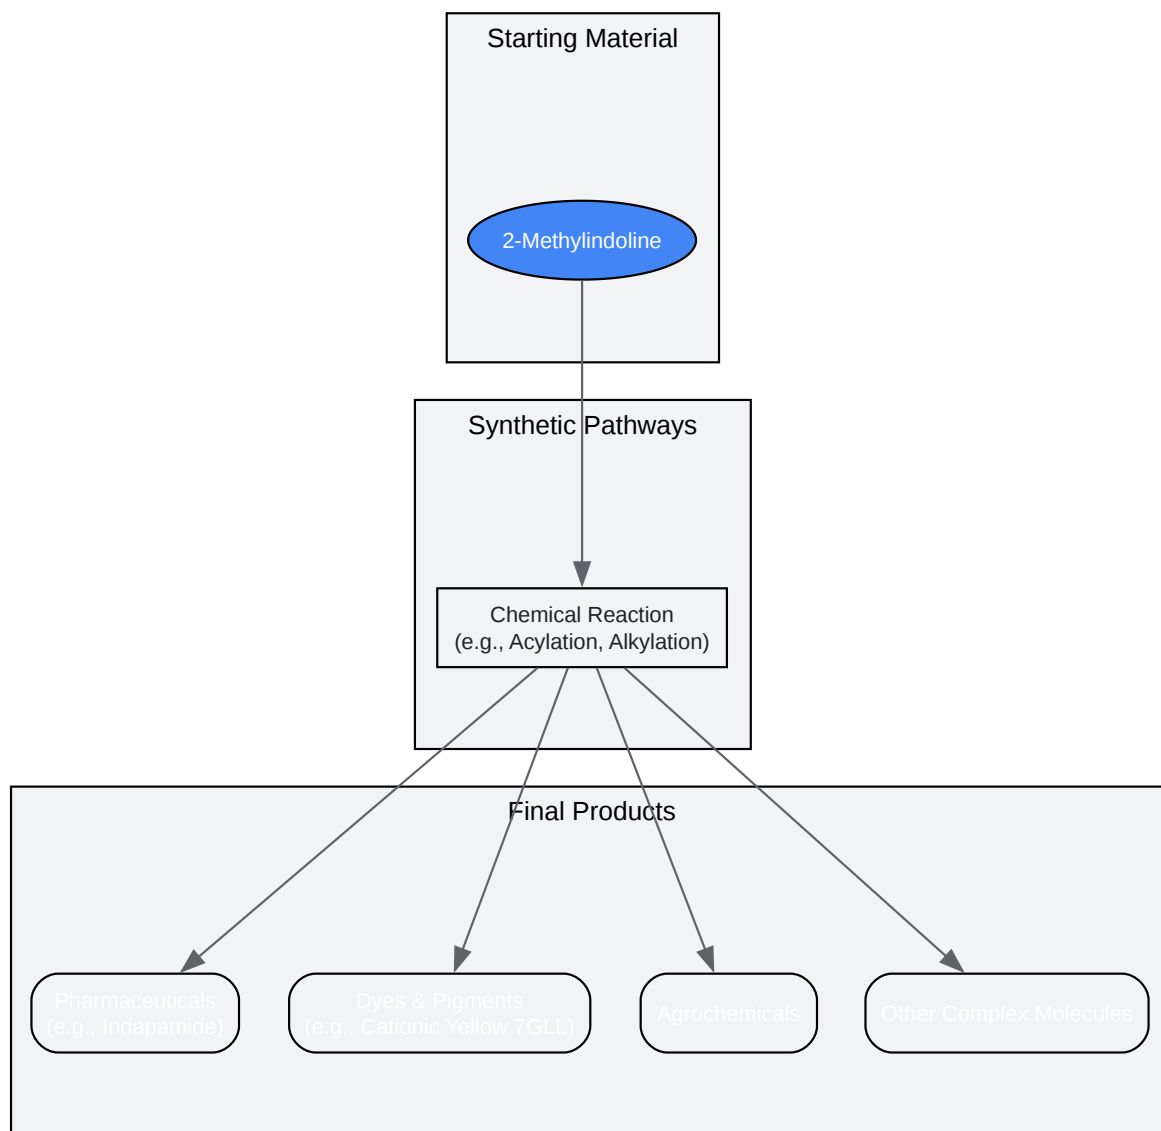 Starting Material
2-Methylindoline
Synthetic Pathways
Chemical Reaction
(e.g., Acylation, Alkylation)
Final Products
Pharmaceuticals
(e.g., Indapamide)
Dyes & Pigments
(e.g., Cationic Yellow 7GLL)
Agrochemicals
Other Complex Molecules